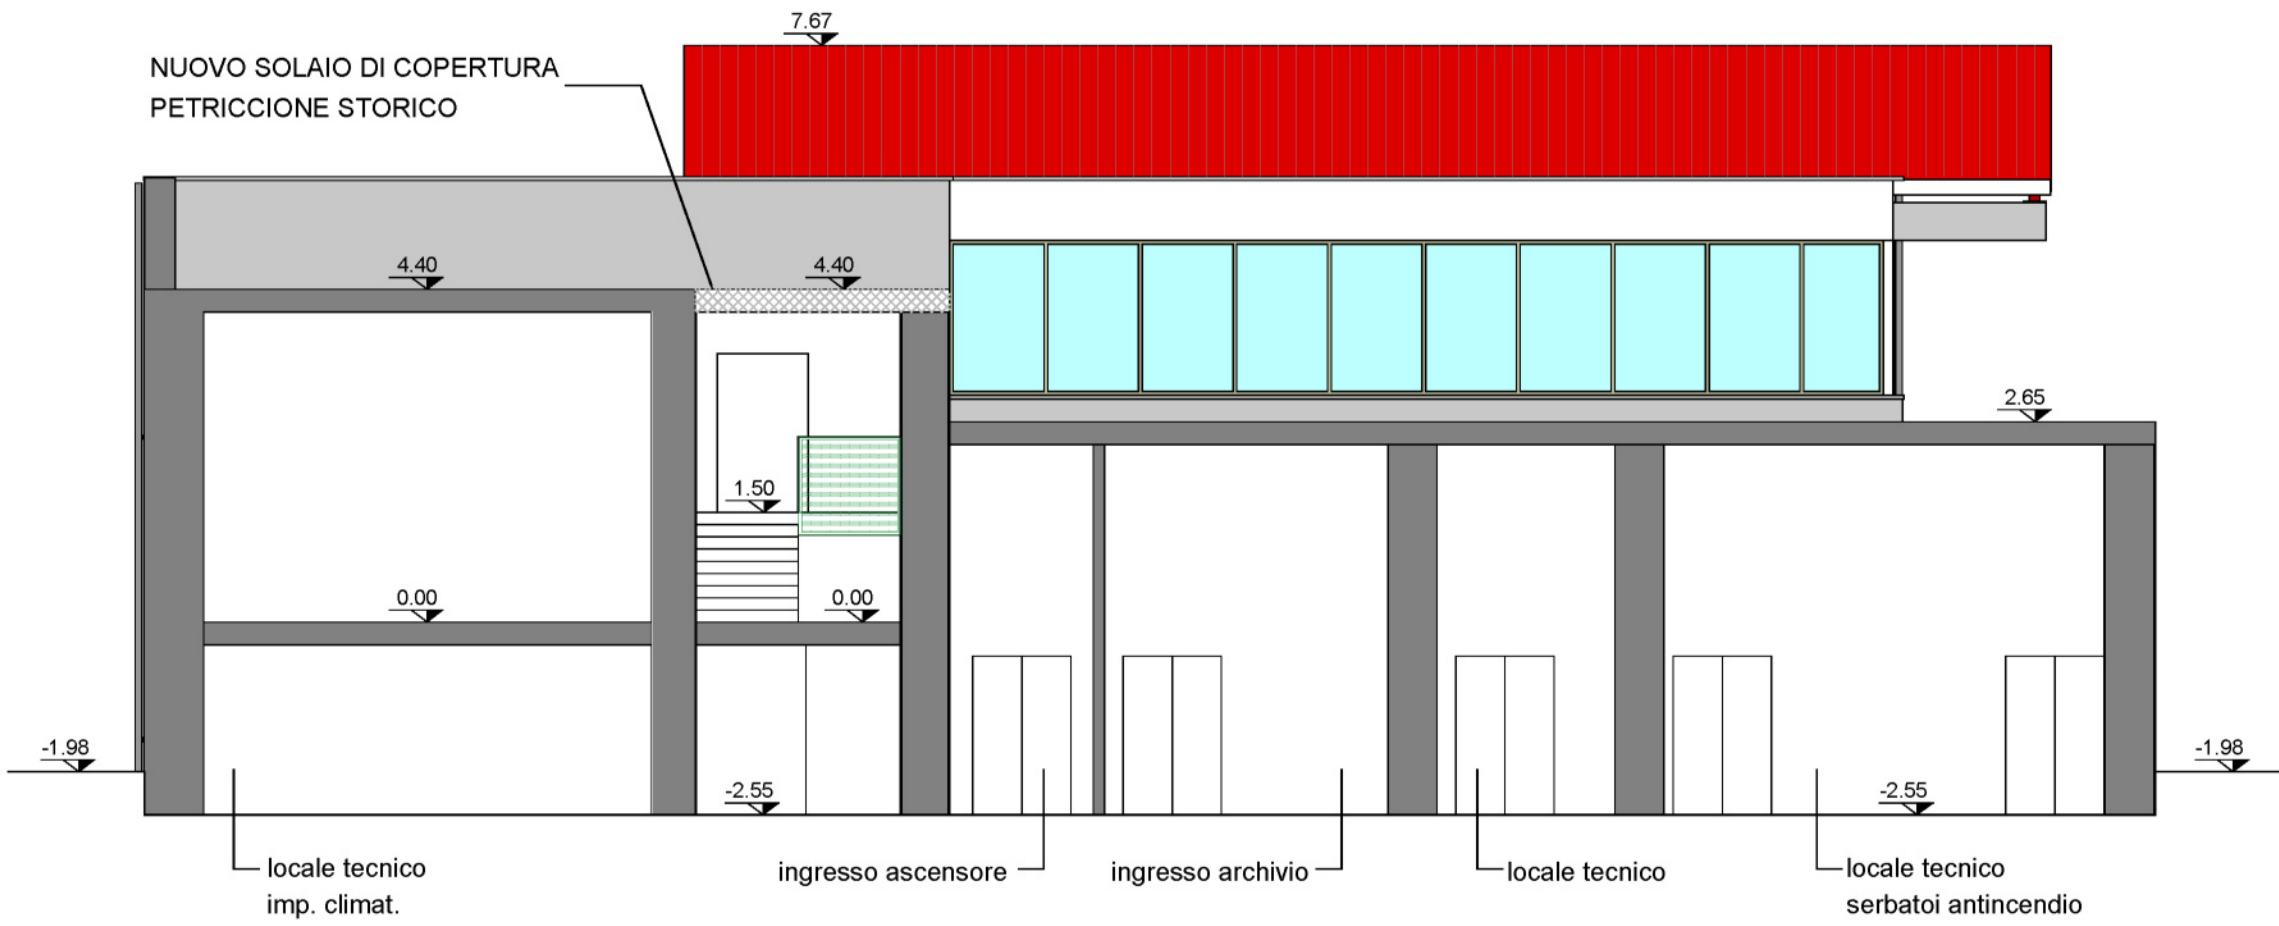 7.67
NUOVO SOLAIO DI COPERTURA
PETRICCIONE STORICO
4.40
4.40
2.65
1.50
0.00
0.00
-1.98
-1.98
-2.55
-2.55
locale tecnico
imp. climat.
ingresso ascensore
ingresso archivio
locale tecnico
locale tecnico
serbatoi antincendio